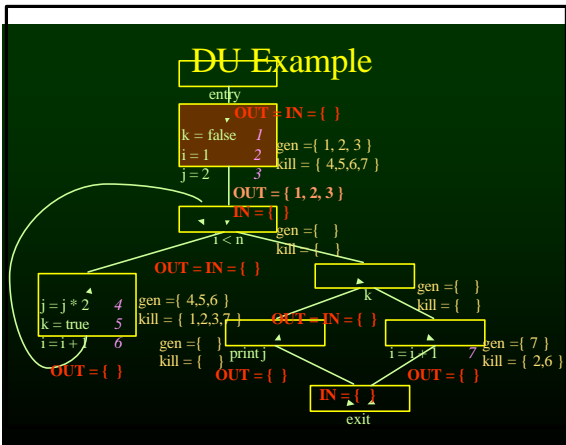 DU Example
entry
OUT = IN = { }
k = false 1
i = 1 2
j = 2 3
gen ={ 1, 2, 3 }
kill = { 4,5,6,7 }
OUT = { 1, 2, 3 }
IN = { }
i < n
gen ={ }
kill = { }
OUT = IN = { }
j = j * 2 4
k = true 5
i = i + 1 6
gen ={ 4,5,6 }
kill = { 1,2,3,7 }
OUT = { }
k
gen ={ }
kill = { }
OUT = IN = { }
print j
gen ={ }
kill = { }
OUT = { }
i = i + 1 7
gen ={ 7 }
kill = { 2,6 }
OUT = { }
IN = { }
exit